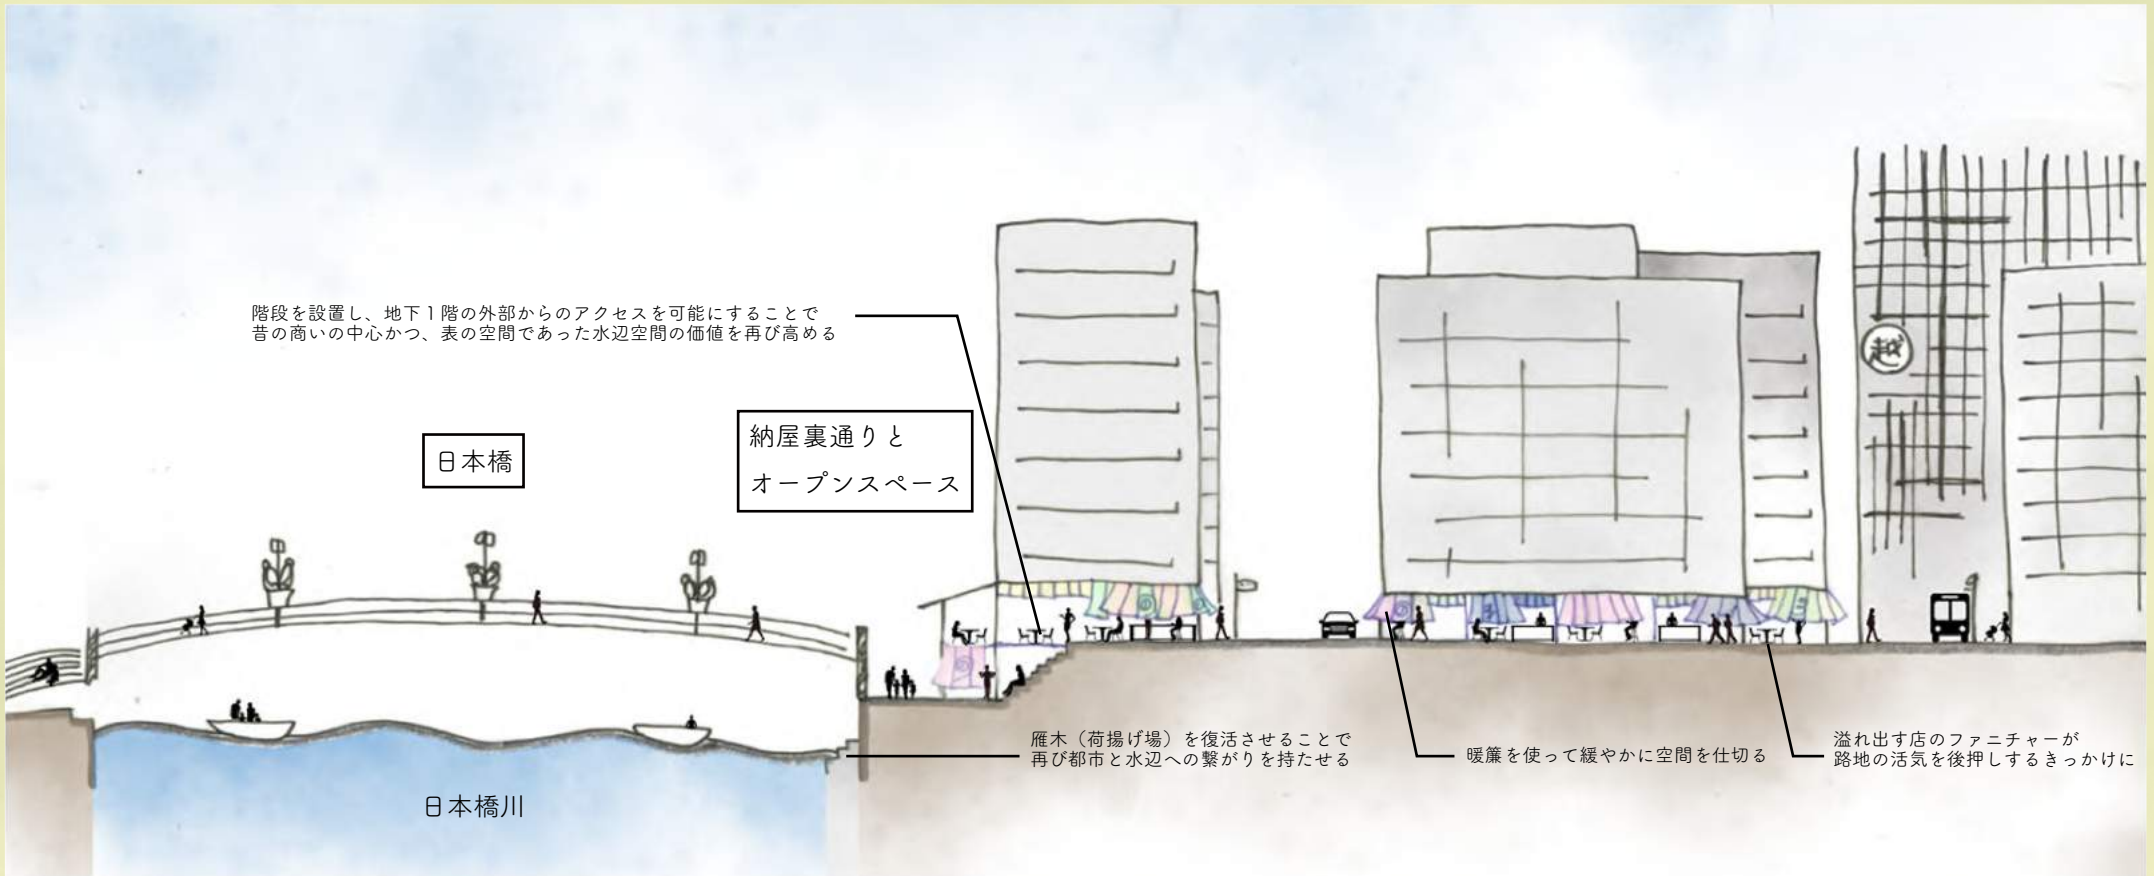 階段を設置し、地下1階の外部からのアクセスを可能にすることで
昔の商いの中心かつ、表の空間であった水辺空間の価値を再び高める
日本橋
納屋裏通りと
オープンスペース
越
雁木（荷揚げ場）を復活させることで
再び都市と水辺への繋がりを持たせる
暖簾を使って緩やかに空間を仕切る
溢れ出す店のファニチャーが
路地の活気を後押しするきっかけに
日本橋川